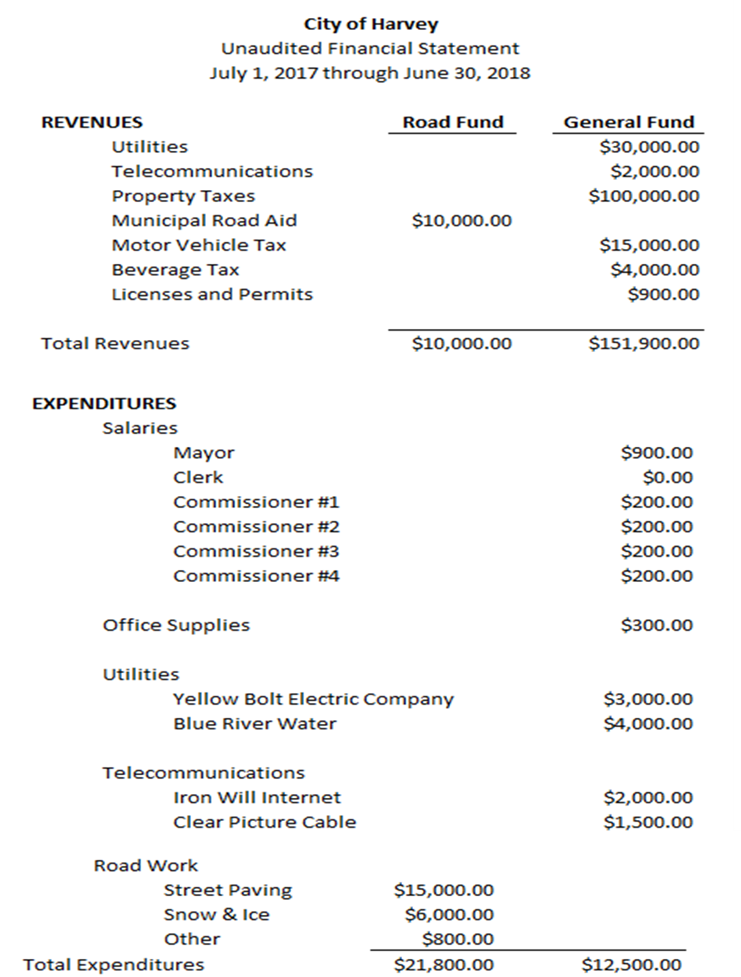 City of Harvey
Unaudited Financial Statement
July 1, 2017 through June 30, 2018
REVENUES Road Fund General Fund
Utilities $30,000.00
Telecommunications $2,000.00
Property Taxes $100,000.00
Municipal Road Aid $10,000.00
Motor Vehicle Tax $15,000.00
Beverage Tax $4,000.00
Licenses and Permits $900.00
Total Revenues $10,000.00 $151,900.00
EXPENDITURES
Salaries
Mayor $900.00
Clerk $0.00
Commissioner #1 $200.00
Commissioner #2 $200.00
Commissioner #3 $200.00
Commissioner #4 $200.00
Office Supplies $300.00
Utilities
Yellow Bolt Electric Company $3,000.00
Blue River Water $4,000.00
Telecommunications
Iron Will Internet $2,000.00
Clear Picture Cable $1,500.00
Road Work
Street Paving $15,000.00
Snow & Ice $6,000.00
Other $800.00
Total Expenditures $21,800.00 $12,500.00